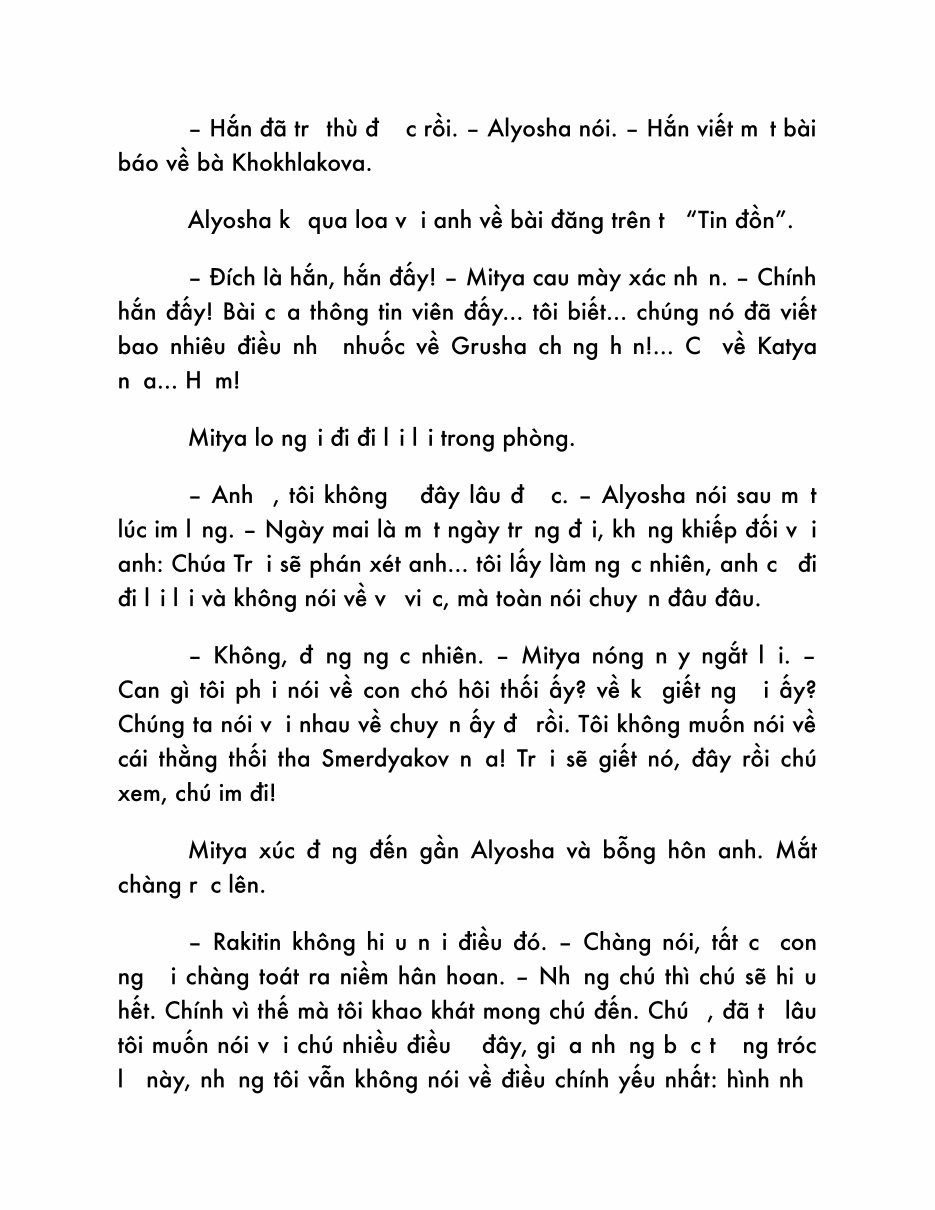 – Hắn đã tr  thù đ  c rồi. – Alyosha nói. – Hắn viết m t bài
báo về bà Khokhlakova.
Alyosha k  qua loa v i anh về bài đăng trên t  “Tin đồn”.
– Đích là hắn, hắn đấy! – Mitya cau mày xác nh n. – Chính
hắn đấy! Bài c a thông tin viên đấy... tôi biết... chúng nó đã viết
bao nhiêu điều nh  nhuốc về Grusha ch ng h n!... C  về Katya
n a... H m!
Mitya lo ng i đi đi l i l i trong phòng.
– Anh  , tôi không   đây lâu đ  c. – Alyosha nói sau m t
lúc im l ng. – Ngày mai là m t ngày tr ng đ i, kh ng khiếp đối v i
anh: Chúa Tr i sẽ phán xét anh... tôi lấy làm ng c nhiên, anh c  đi
đi l i l i và không nói về v  vi c, mà toàn nói chuy n đâu đâu.
– Không, đ ng ng c nhiên. – Mitya nóng n y ngắt l i. –
Can gì tôi ph i nói về con chó hôi thối ấy? về k  giết ng  i ấy?
Chúng ta nói v i nhau về chuy n ấy đ  rồi. Tôi không muốn nói về
cái thằng thối tha Smerdyakov n a! Tr i sẽ giết nó, đây rồi chú
xem, chú im đi!
Mitya xúc đ ng đến gần Alyosha và bỗng hôn anh. Mắt
chàng r c lên.
– Rakitin không hi u n i điều đó. – Chàng nói, tất c  con
ng  i chàng toát ra niềm hân hoan. – Nh ng chú thì chú sẽ hi u
hết. Chính vì thế mà tôi khao khát mong chú đến. Chú  , đã t  lâu
tôi muốn nói v i chú nhiều điều   đây, gi a nh ng b c t  ng tróc
l  này, nh ng tôi vẫn không nói về điều chính yếu nhất: hình nh